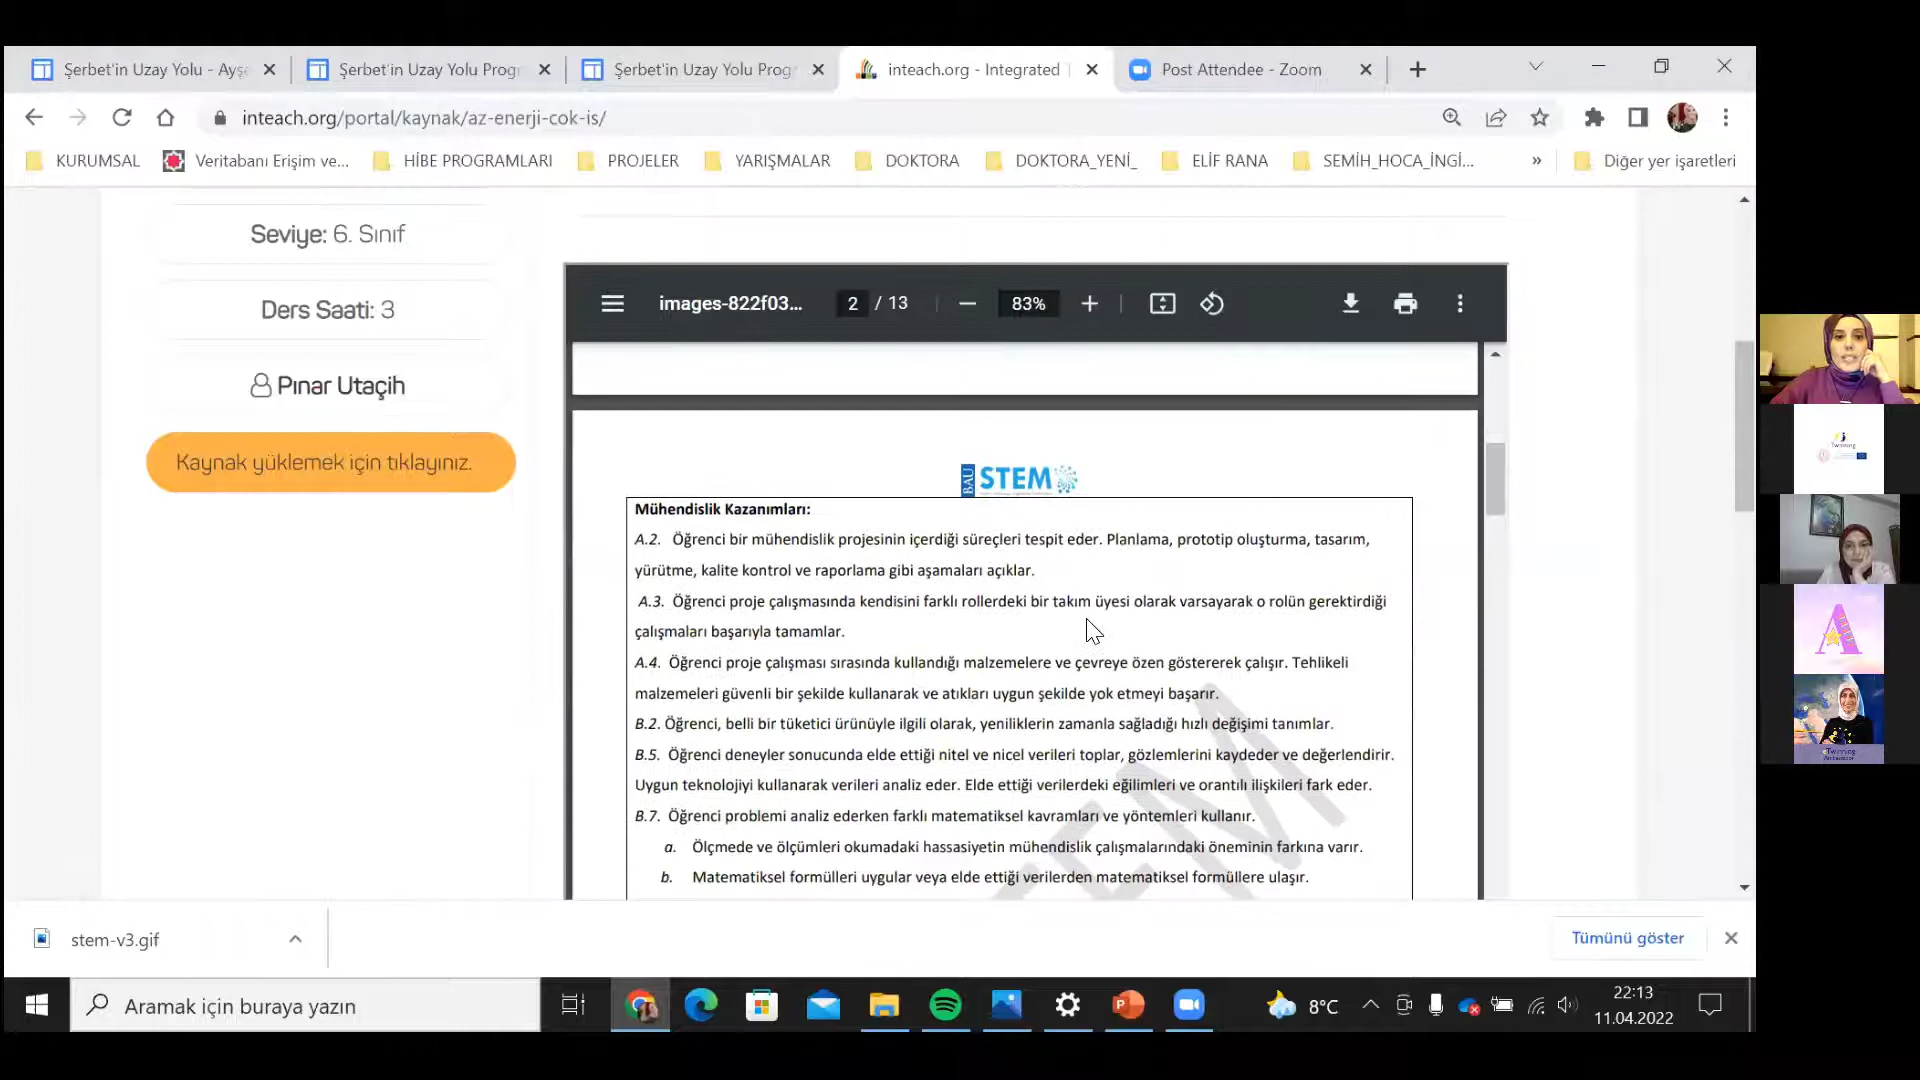 Şerbet'in Uzay Yolu - Ayşe
Şerbet'in Uzay Yolu Progr
Şerbet'in Uzay Yolu Progr
inteach.org - Integrated T
Post Attendee - Zoom
inteach.org/portal/kaynak/az-enerji-cok-is/
KURUMSAL
Veritabanı Erişim ve...
HİBE PROGRAMLARI
PROJELER
YARIŞMALAR
DOKTORA
DOKTORA_YENİ_
ELİF RANA
SEMİH_HOCA_İNGİ...
»
Diğer yer işaretleri
Seviye: 6. Sınıf
Ders Saati: 3
Pınar Utaçih
Kaynak yüklemek için tıklayınız.
images-822f03...
2 / 13
83%
BAU STEM
Mühendislik Kazanımları:
A.2. Öğrenci bir mühendislik projesinin içerdiği süreçleri tespit eder. Planlama, prototip oluşturma, tasarım,
yürütme, kalite kontrol ve raporlama gibi aşamaları açıklar.
A.3. Öğrenci proje çalışmasında kendisini farklı rollerdeki bir takım üyesi olarak varsayarak o rolün gerektirdiği
çalışmaları başarıyla tamamlar.
A.4. Öğrenci proje çalışması sırasında kullandığı malzemelere ve çevreye özen göstererek çalışır. Tehlikeli
malzemeleri güvenli bir şekilde kullanarak ve atıkları uygun şekilde yok etmeyi başarır.
B.2. Öğrenci, belli bir tüketici ürünüyle ilgili olarak, yeniliklerin zamanla sağladığı hızlı değişimi tanımlar.
B.5. Öğrenci deneyler sonucunda elde ettiği nitel ve nicel verileri toplar, gözlemlerini kaydeder ve değerlendirir.
Uygun teknolojiyi kullanarak verileri analiz eder. Elde ettiği verilerdeki eğilimleri ve orantılı ilişkileri fark eder.
B.7. Öğrenci problemi analiz ederken farklı matematiksel kavramları ve yöntemleri kullanır.
a. Ölçmede ve ölçümleri okumadaki hassasiyetin mühendislik çalışmalarındaki öneminin farkına varır.
b. Matematiksel formülleri uygular veya elde ettiği verilerden matematiksel formüllere ulaşır.
TEM
stem-v3.gif
Tümünü göster
Aramak için buraya yazın
8°C
22:13
11.04.2022